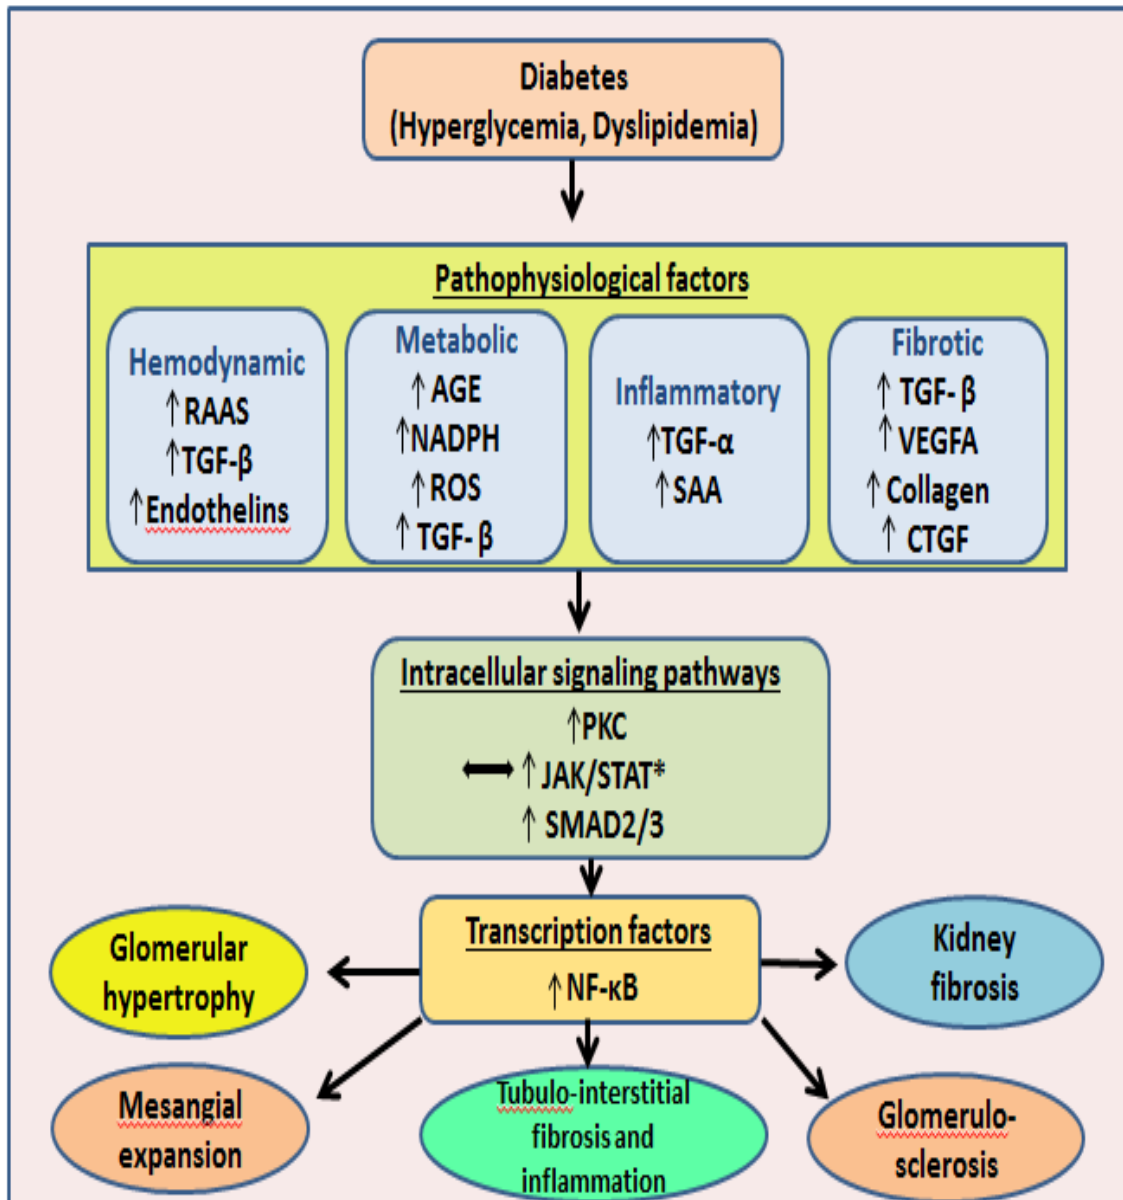 Diabetes
(Hyperglycemia, Dyslipidemia)
Pathophysiological factors
Hemodynamic
↑RAAS
↑TGF-β
↑Endothelins
Metabolic
↑AGE
↑NADPH
↑ROS
↑TGF- β
Inflammatory
↑TGF-α
↑SAA
Fibrotic
↑TGF- β
↑VEGFA
↑Collagen
↑CTGF
Intracellular signaling pathways
↑PKC
↑JAK/STAT*
↑SMAD2/3
Transcription factors
↑NF-κB
Glomerular
hypertrophy
Kidney
fibrosis
Mesangial
expansion
Tubulo-interstitial
fibrosis and
inflammation
Glomerulo-
sclerosis